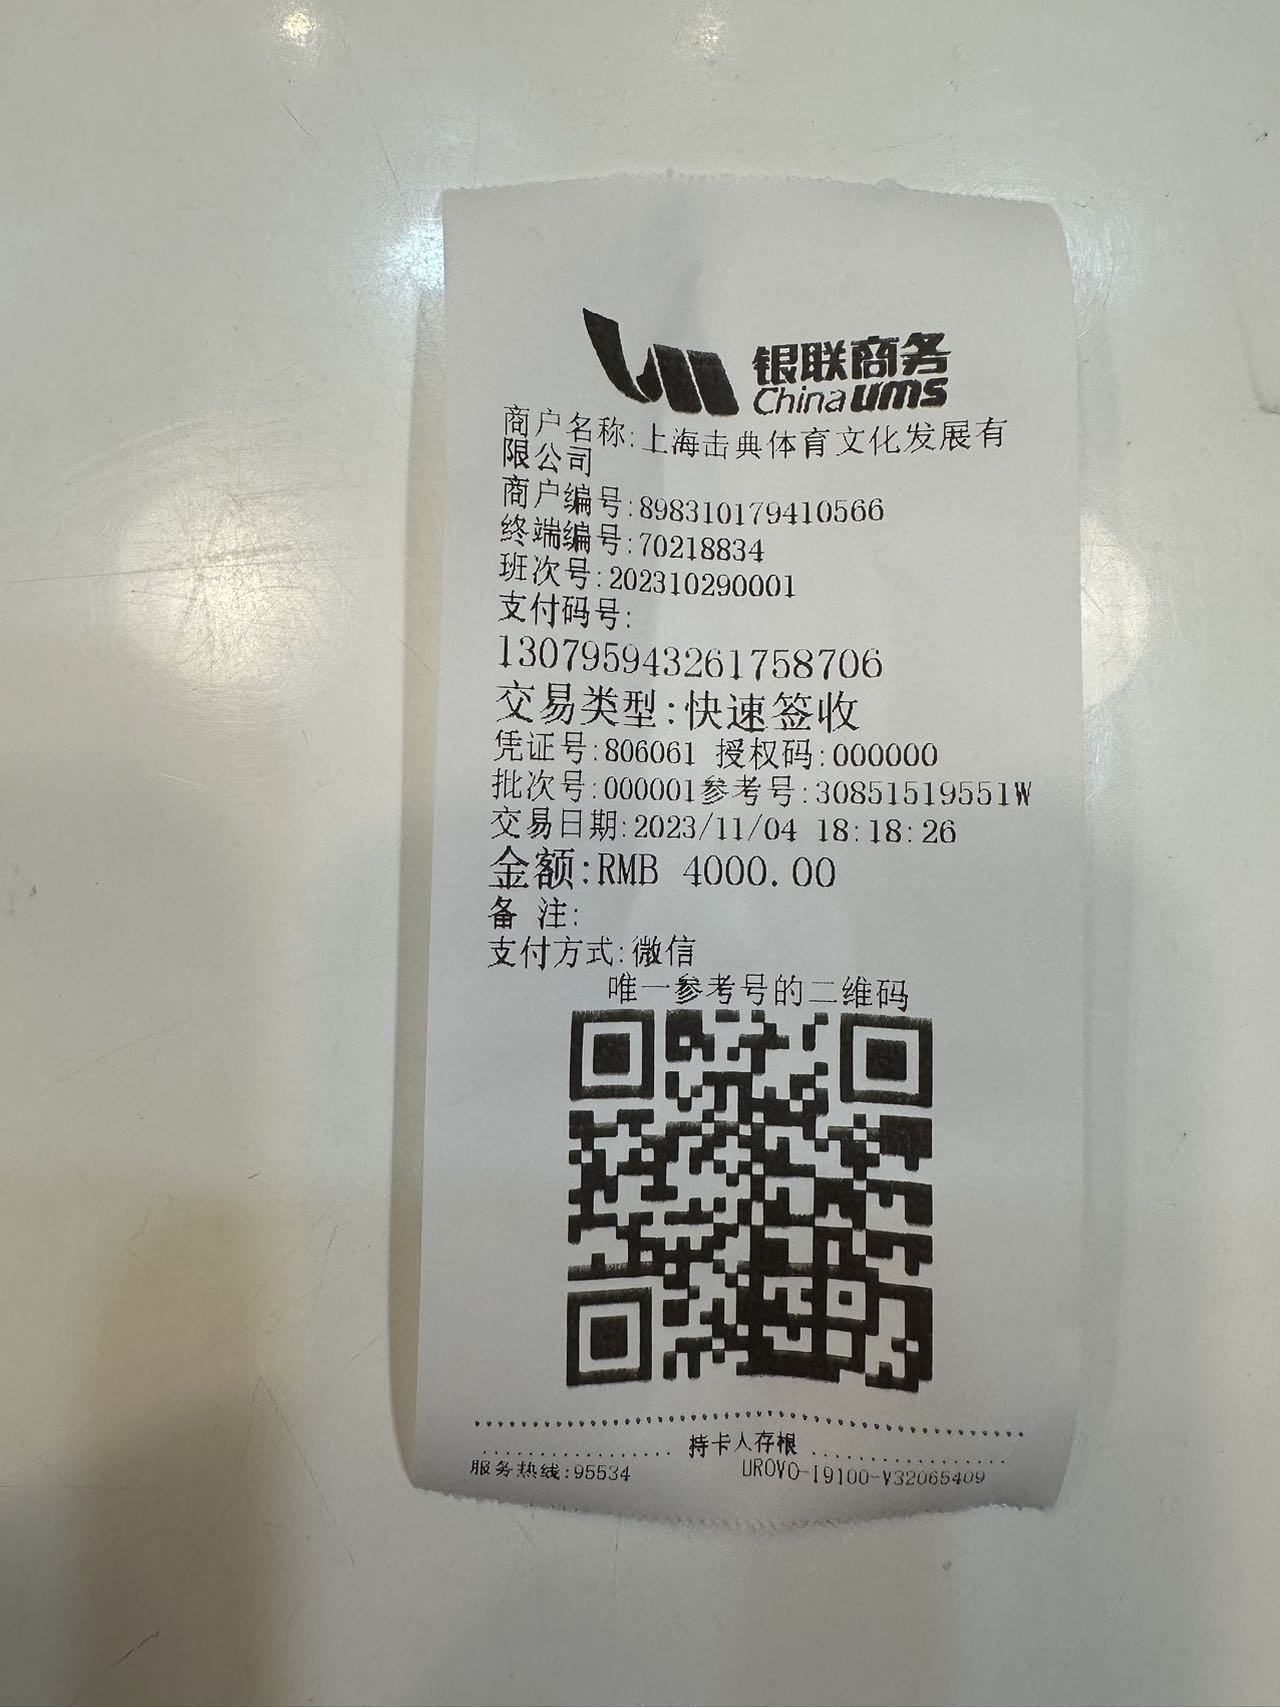 银联商务
China ums
商户名称:上海击典体育文化发展有
限公司
商户编号:898310179410566
终端编号:70218834
班次号:202310290001
支付码号:
130795943261758706
交易类型:快速签收
凭证号:806061 授权码:000000
批次号:000001参考号:30851519551W
交易日期:2023/11/04 18:18:26
金额:RMB 4000.00
备 注:
支付方式:微信
唯一参考号的二维码
持卡人存根
服务热线:95534 UROVO-I9100-V32065409